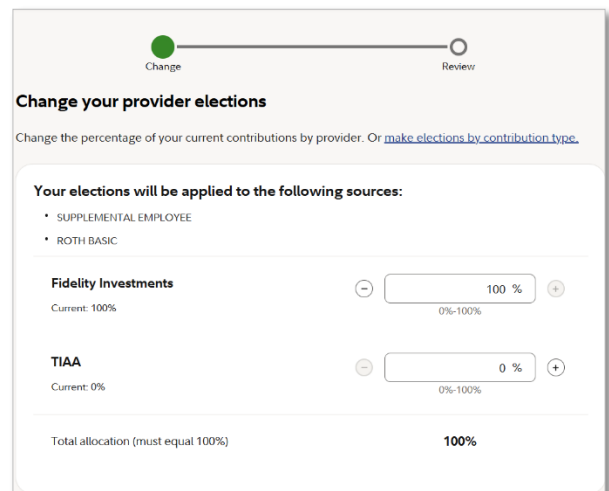 Change
Review
Change your provider elections
Change the percentage of your current contributions by provider. Or make elections by contribution type.
Your elections will be applied to the following sources:
• SUPPLEMENTAL EMPLOYEE
• ROTH BASIC
Fidelity Investments
Current: 100%
− 100 % +
0%-100%
TIAA
Current: 0%
− 0 % +
0%-100%
Total allocation (must equal 100%) 100%